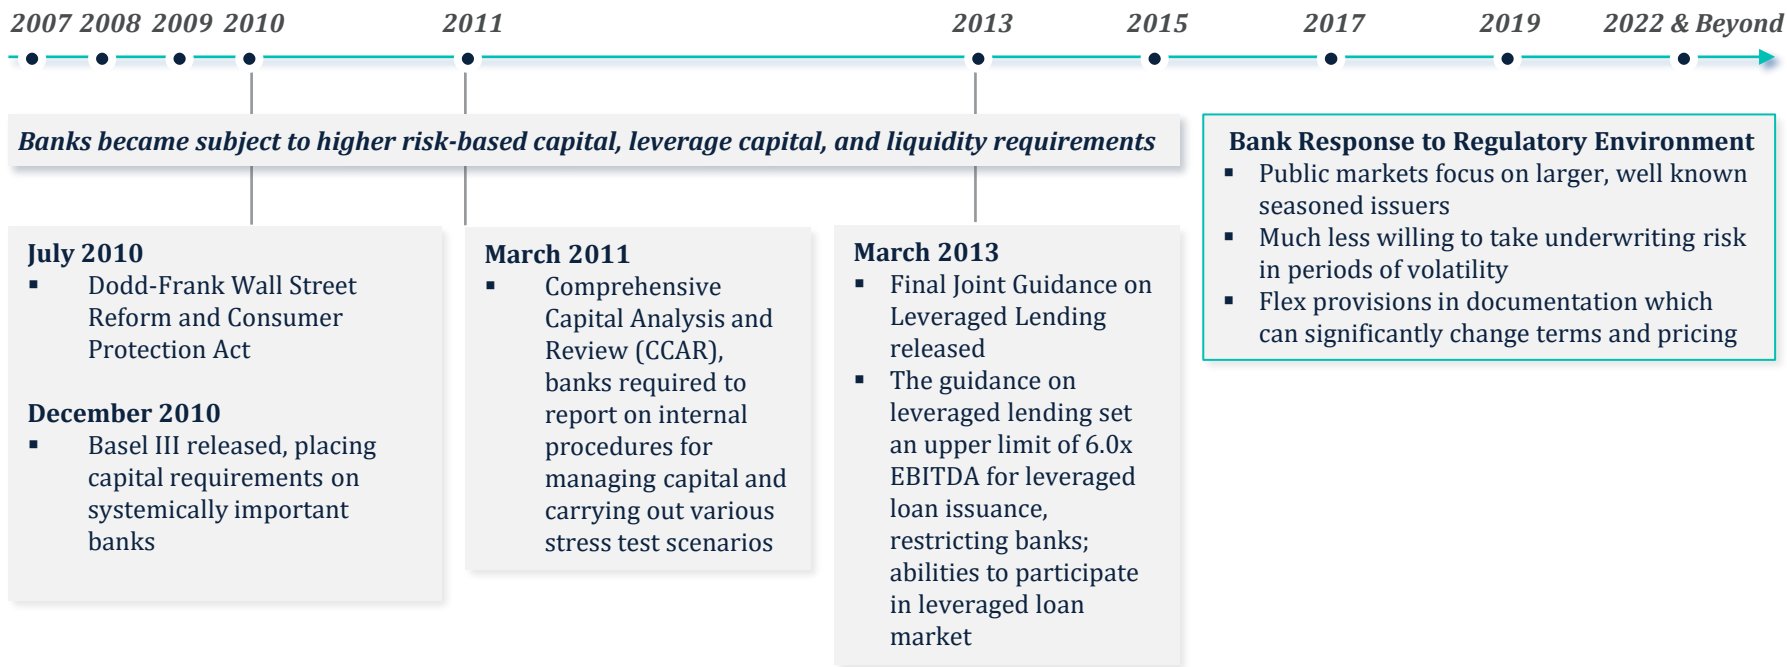 2007 2008 2009 2010 2011 2013 2015 2017 2019 2022 & Beyond
Banks became subject to higher risk-based capital, leverage capital, and liquidity requirements
July 2010
▪ Dodd-Frank Wall Street
Reform and Consumer
Protection Act
December 2010
▪ Basel III released, placing
capital requirements on
systemically important
banks
March 2011
▪ Comprehensive
Capital Analysis and
Review (CCAR),
banks required to
report on internal
procedures for
managing capital and
carrying out various
stress test scenarios
March 2013
▪ Final Joint Guidance on
Leveraged Lending
released
▪ The guidance on
leveraged lending set
an upper limit of 6.0x
EBITDA for leveraged
loan issuance,
restricting banks;
abilities to participate
in leveraged loan
market
Bank Response to Regulatory Environment
▪ Public markets focus on larger, well known
seasoned issuers
▪ Much less willing to take underwriting risk
in periods of volatility
▪ Flex provisions in documentation which
can significantly change terms and pricing